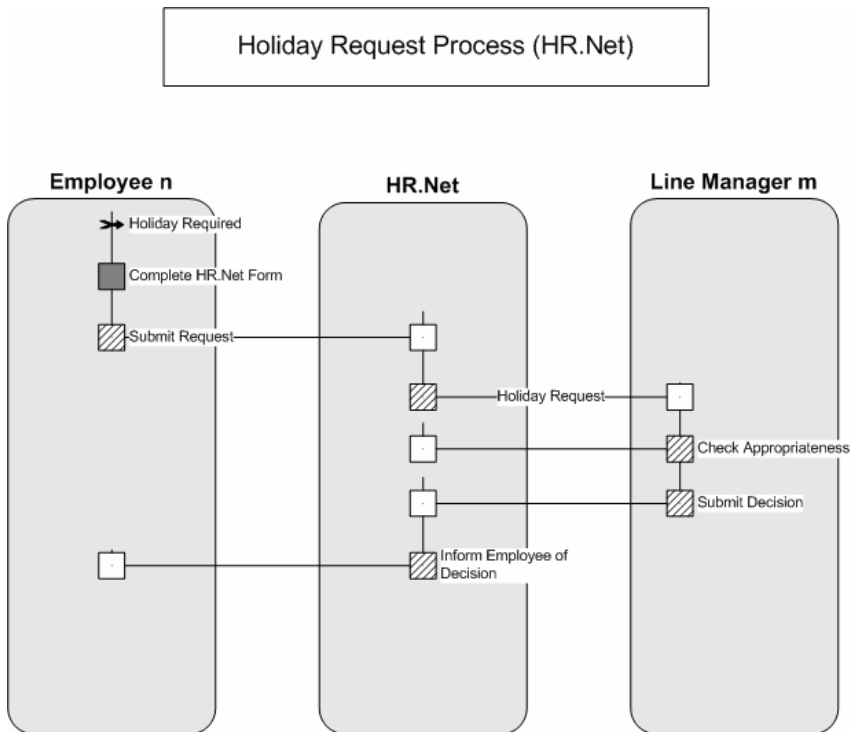 Holiday Request Process (HR.Net)
Employee n
HR.Net
Line Manager m
Holiday Required
Complete HR.Net Form
Submit Request
Holiday Request
Check Appropriateness
Submit Decision
Inform Employee of
Decision